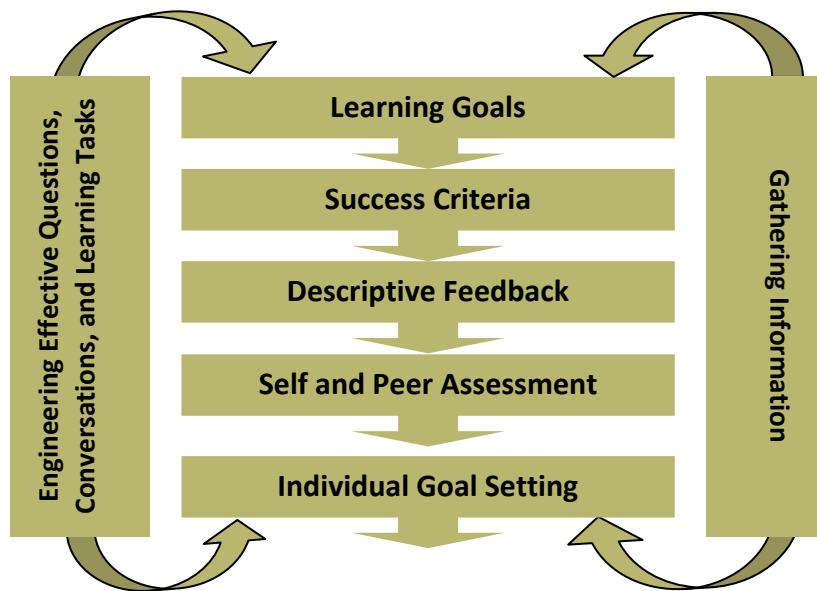 Engineering Effective Questions,
Conversations, and Learning Tasks
Learning Goals
Success Criteria
Descriptive Feedback
Self and Peer Assessment
Individual Goal Setting
Gathering Information